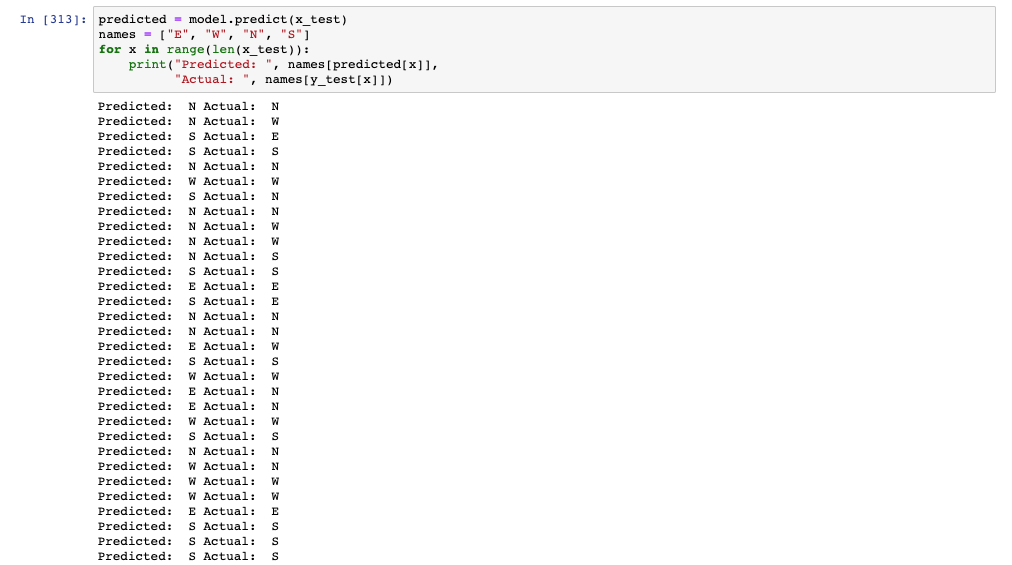 In [313]: predicted = model.predict(x_test)
names = ["E", "W", "N", "S"]
for x in range(len(x_test)):
    print("Predicted: ", names[predicted[x]],
          "Actual: ", names[y_test[x]])
Predicted:  N Actual:  N
Predicted:  N Actual:  W
Predicted:  S Actual:  E
Predicted:  S Actual:  S
Predicted:  N Actual:  N
Predicted:  W Actual:  W
Predicted:  S Actual:  N
Predicted:  N Actual:  N
Predicted:  N Actual:  W
Predicted:  N Actual:  W
Predicted:  N Actual:  S
Predicted:  S Actual:  S
Predicted:  E Actual:  E
Predicted:  S Actual:  E
Predicted:  N Actual:  N
Predicted:  N Actual:  N
Predicted:  E Actual:  W
Predicted:  S Actual:  S
Predicted:  W Actual:  W
Predicted:  E Actual:  N
Predicted:  E Actual:  N
Predicted:  W Actual:  W
Predicted:  S Actual:  S
Predicted:  N Actual:  N
Predicted:  W Actual:  N
Predicted:  W Actual:  W
Predicted:  W Actual:  W
Predicted:  E Actual:  E
Predicted:  S Actual:  S
Predicted:  S Actual:  S
Predicted:  S Actual:  S